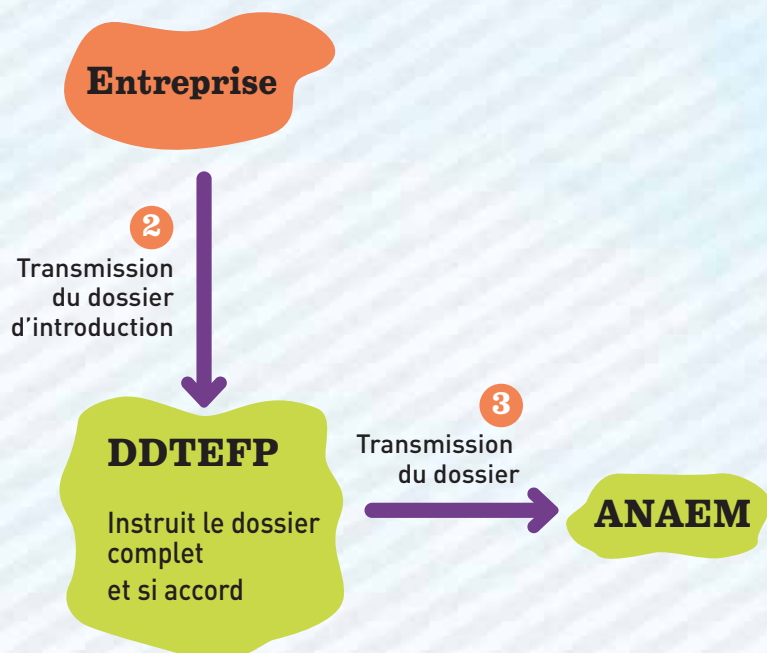 Entreprise
2
Transmission
du dossier
d'introduction
DDTEFP
Instruit le dossier
complet
et si accord
3
Transmission
du dossier
ANAEM